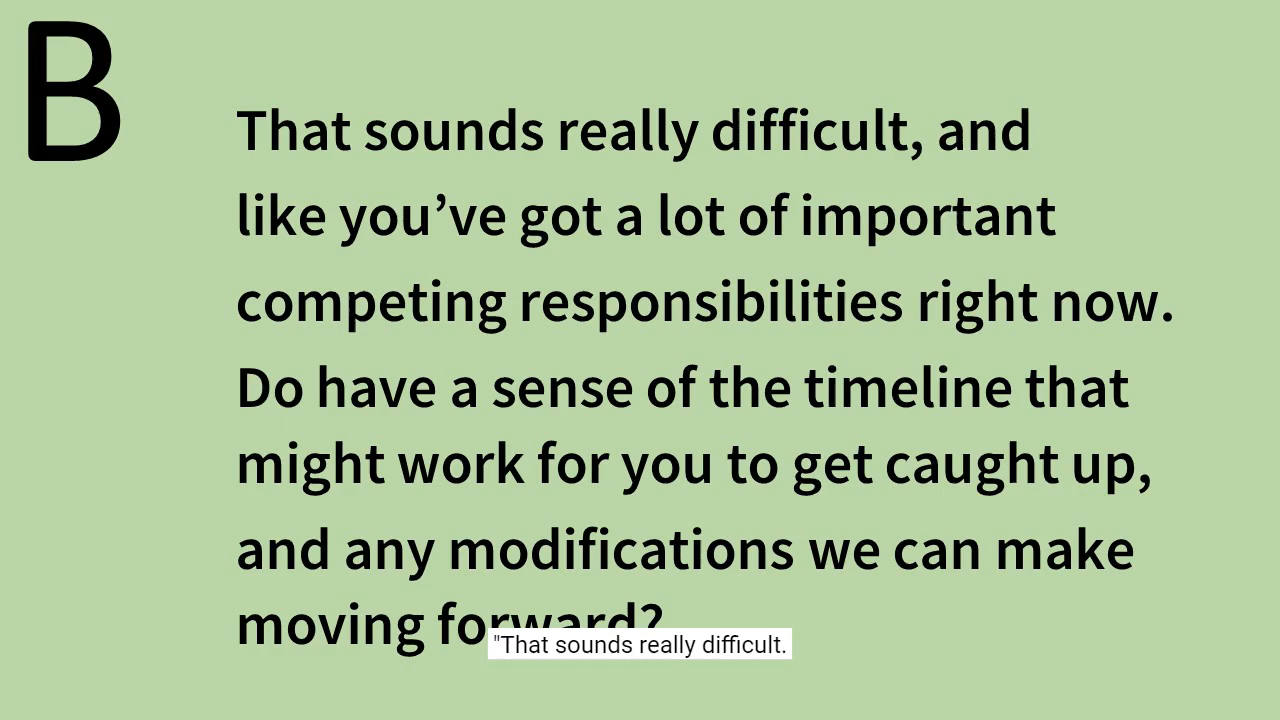 B
That sounds really difficult, and
like you’ve got a lot of important
competing responsibilities right now.
Do have a sense of the timeline that
might work for you to get caught up,
and any modifications we can make
moving forward?
"That sounds really difficult.